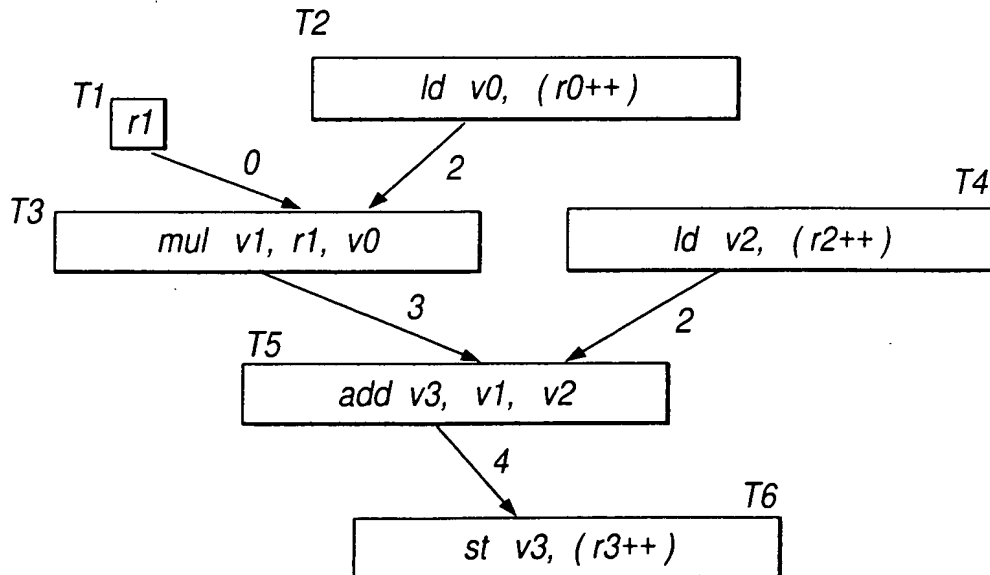 T2
ld v0, (r0++)
T1
r1
0
2
T3
mul v1, r1, v0
T4
ld v2, (r2++)
3
2
T5
add v3, v1, v2
4
T6
st v3, (r3++)